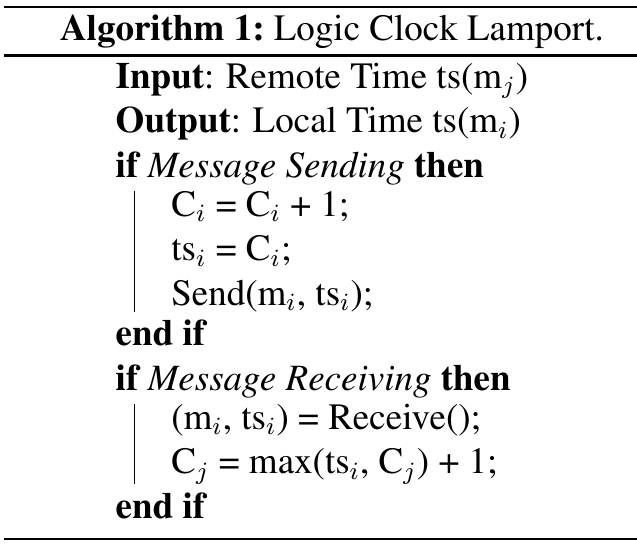 Algorithm 1: Logic Clock Lamport.
Input: Remote Time ts(m_j)
Output: Local Time ts(m_i)
if Message Sending then
C_i = C_i + 1;
ts_i = C_i;
Send(m_i, ts_i);
end if
if Message Receiving then
(m_i, ts_i) = Receive();
C_j = max(ts_i, C_j) + 1;
end if